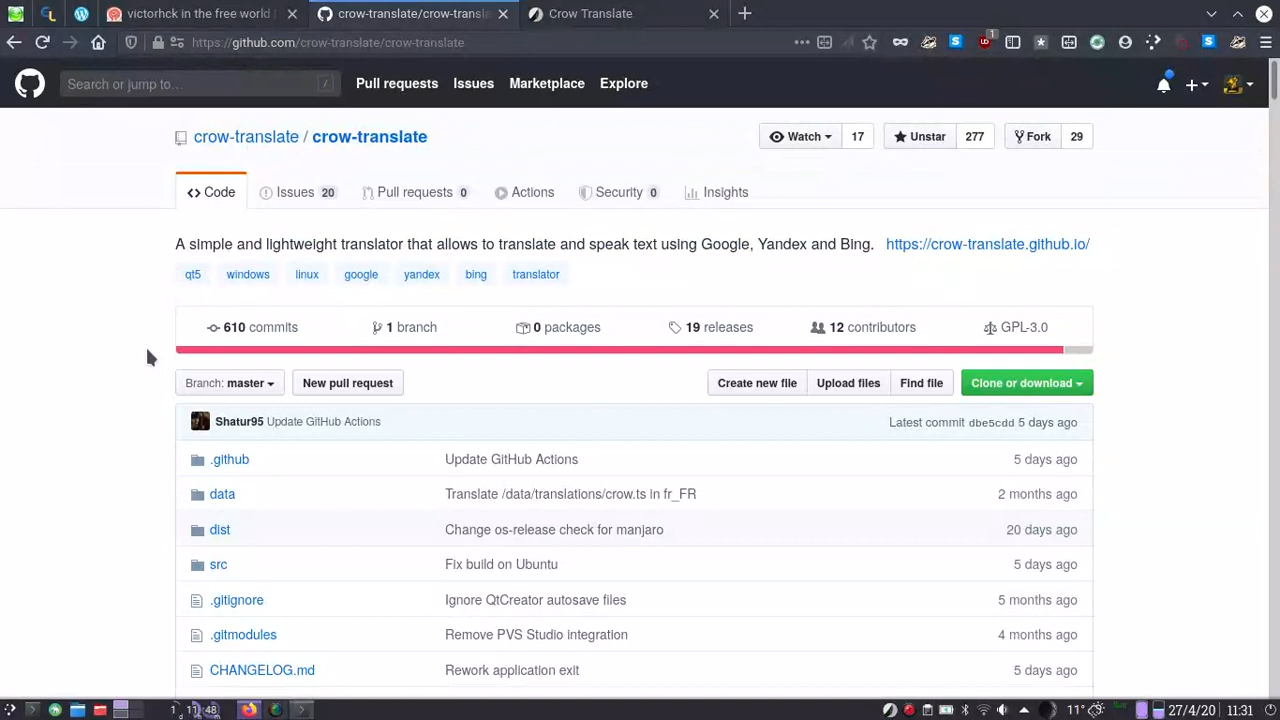 victorhck in the free world
crow-translate/crow-transla
Crow Translate
https://github.com/crow-translate/crow-translate
1
Search or jump to...
/
Pull requests
Issues
Marketplace
Explore
crow-translate / crow-translate
Watch
17
Unstar
277
Fork
29
Code
Issues 20
Pull requests 0
Actions
Security 0
Insights
A simple and lightweight translator that allows to translate and speak text using Google, Yandex and Bing. https://crow-translate.github.io/
qt5 windows linux google yandex bing translator
610 commits
1 branch
0 packages
19 releases
12 contributors
GPL-3.0
Branch: master
New pull request
Create new file
Upload files
Find file
Clone or download
Shatur95 Update GitHub Actions
Latest commit dbe5cdd 5 days ago
.github Update GitHub Actions 5 days ago
data Translate /data/translations/crow.ts in fr_FR 2 months ago
dist Change os-release check for manjaro 20 days ago
src Fix build on Ubuntu 5 days ago
.gitignore Ignore QtCreator autosave files 5 months ago
.gitmodules Remove PVS Studio integration 4 months ago
CHANGELOG.md Rework application exit 5 days ago
11° 27/4/20 11:31